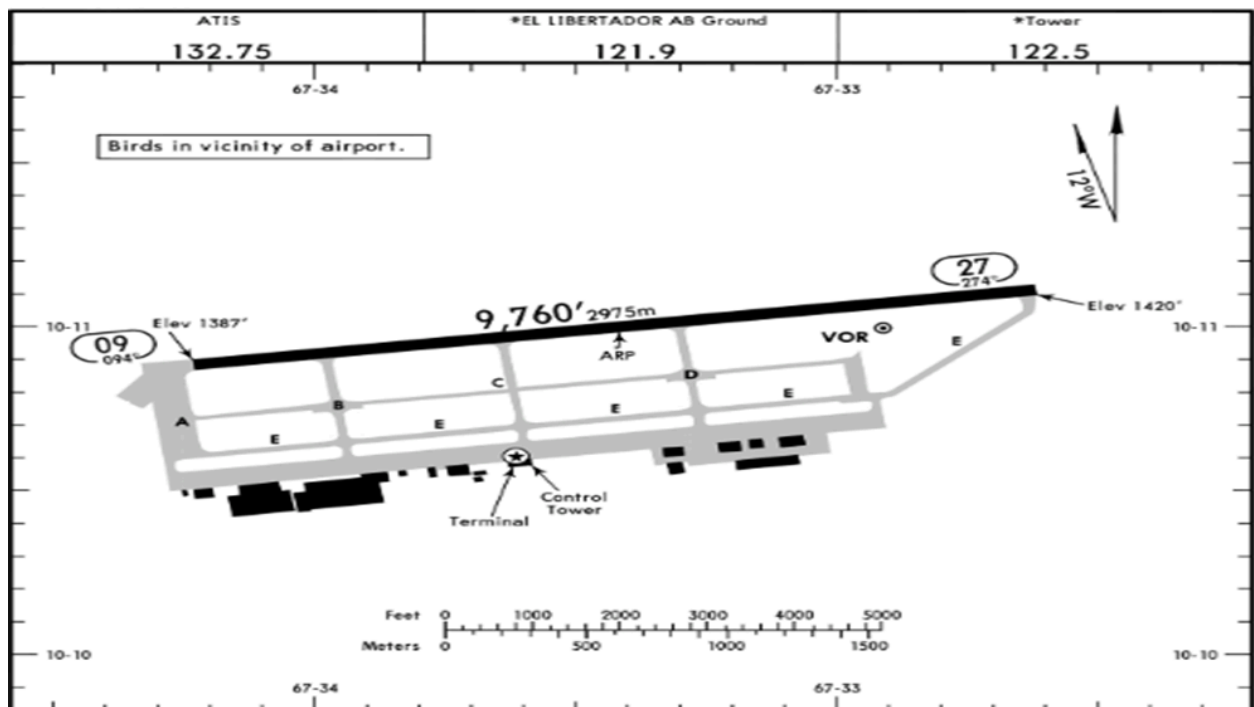 ATIS
132.75
*EL LIBERTADOR AB Ground
121.9
*Tower
122.5
67-34
67-33
Birds in vicinity of airport.
12°W
27
274°
9,760' 2975m
Elev 1387'
Elev 1420'
10-11
10-11
09
094°
ARP
VOR
E
C
D
B
A
E
E
E
E
Control
Tower
Terminal
Feet 0 1000 2000 3000 4000 5000
Meters 0 500 1000 1500
10-10
10-10
67-34
67-33